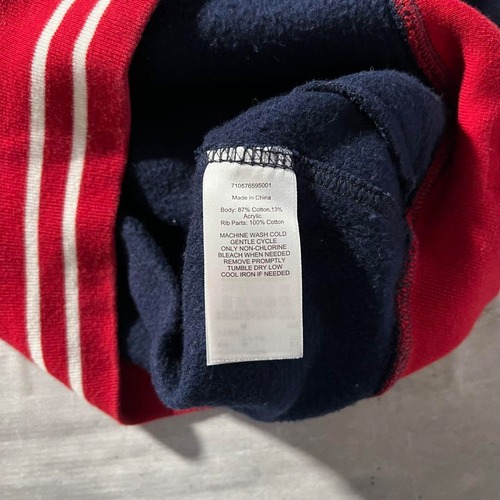 710576595001
Made in China
Body: 87% Cotton,13%
Acrylic
Rib Parts: 100% Cotton
MACHINE WASH COLD
GENTLE CYCLE
ONLY NON-CHLORINE
BLEACH WHEN NEEDED
REMOVE PROMPTLY
TUMBLE DRY LOW
COOL IRON IF NEEDED